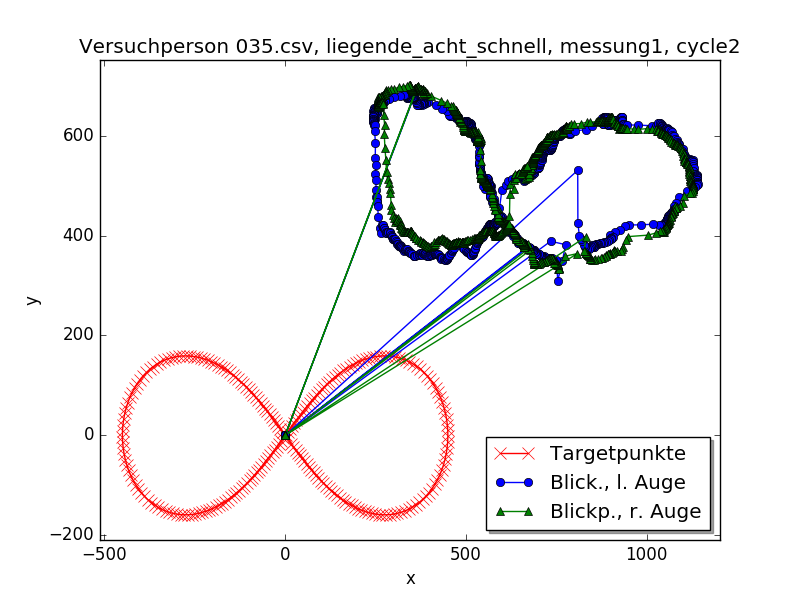 Versuchperson 035.csv, liegende_acht_schnell, messung1, cycle2
600
400
200
0
−200
y
−500
0
500
1000
x
Targetpunkte
Blick., l. Auge
Blickp., r. Auge